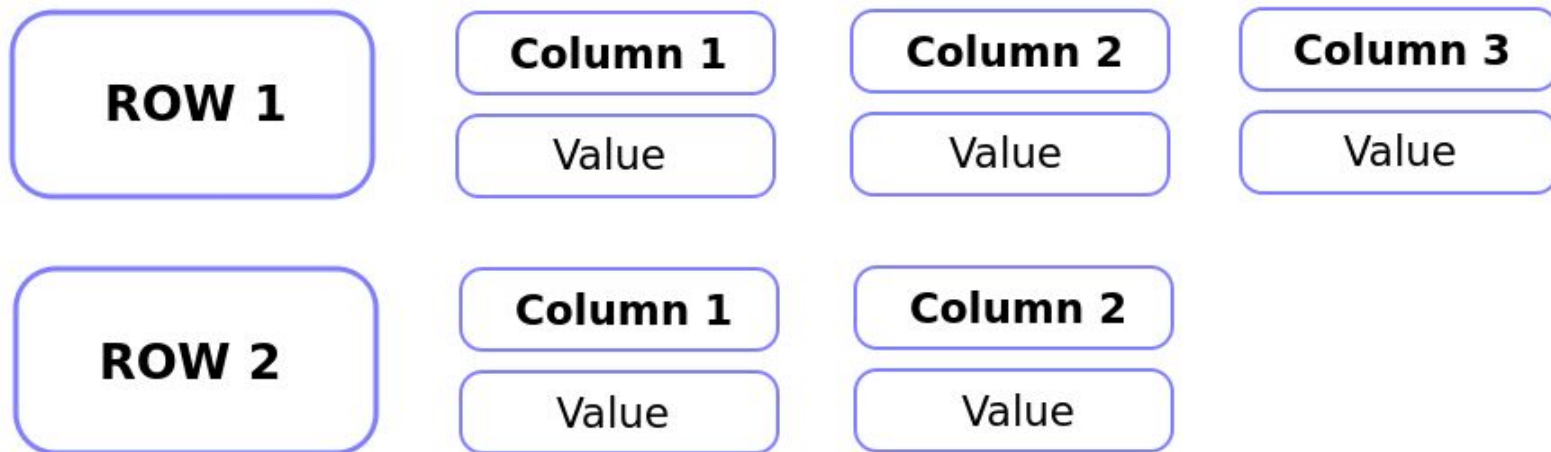 ROW 1
Column 1
Column 2
Column 3
Value
Value
Value
ROW 2
Column 1
Column 2
Value
Value